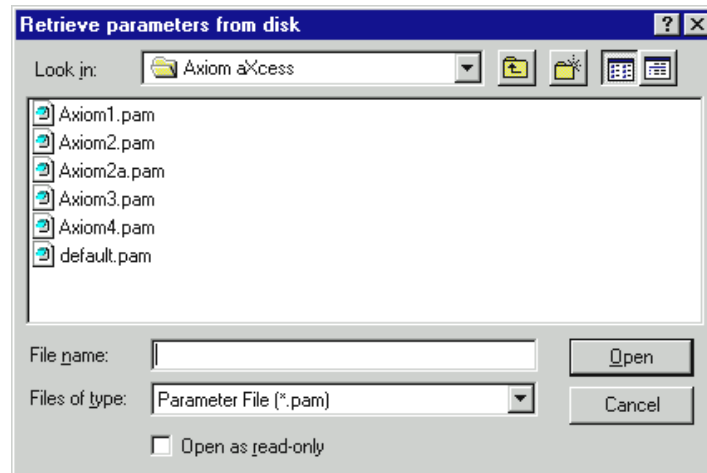 Retrieve parameters from disk
Look in: Axiom aXcess
Axiom1.pam
Axiom2.pam
Axiom2a.pam
Axiom3.pam
Axiom4.pam
default.pam
File name: Open
Files of type: Parameter File (*.pam) Cancel
Open as read-only